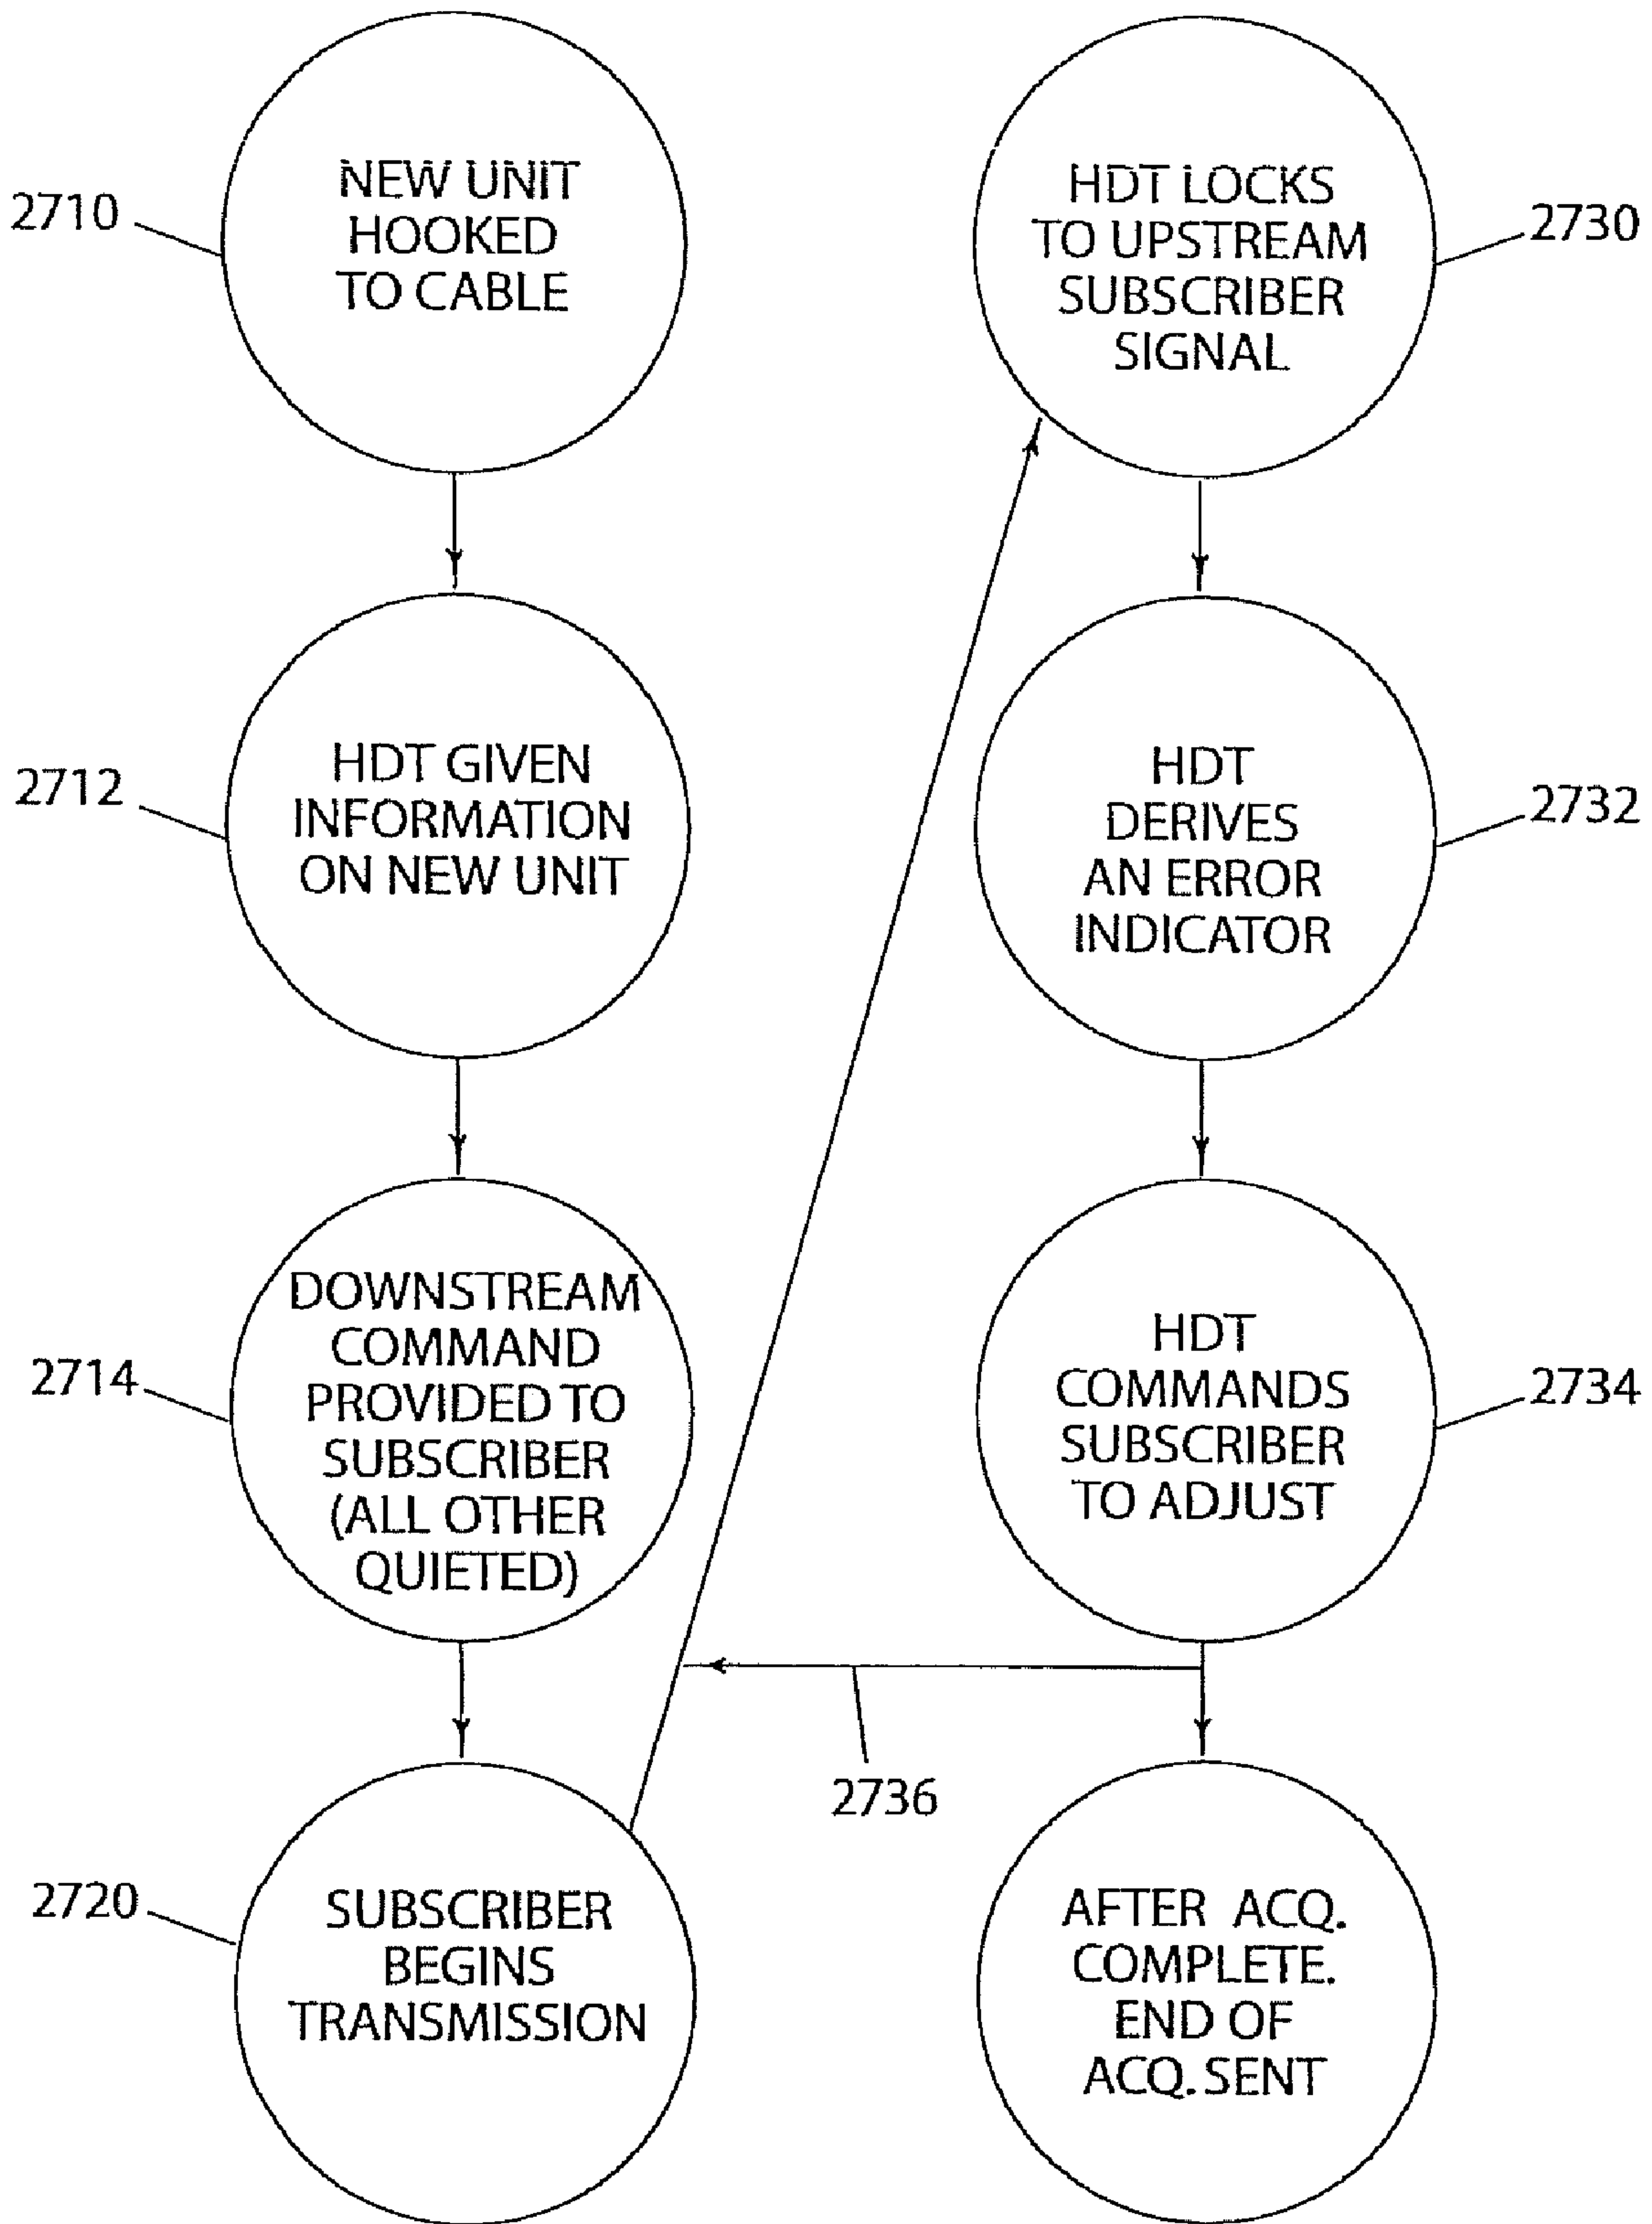 2710
NEW UNIT
HOOKED
TO CABLE
2712
HDT GIVEN
INFORMATION
ON NEW UNIT
2714
DOWNSTREAM
COMMAND
PROVIDED TO
SUBSCRIBER
(ALL OTHER
QUIETED)
2720
SUBSCRIBER
BEGINS
TRANSMISSION
HDT LOCKS
TO UPSTREAM
SUBSCRIBER
SIGNAL
2730
HDT
DERIVES
AN ERROR
INDICATOR
2732
HDT
COMMANDS
SUBSCRIBER
TO ADJUST
2734
2736
AFTER ACQ.
COMPLETE.
END OF
ACQ. SENT